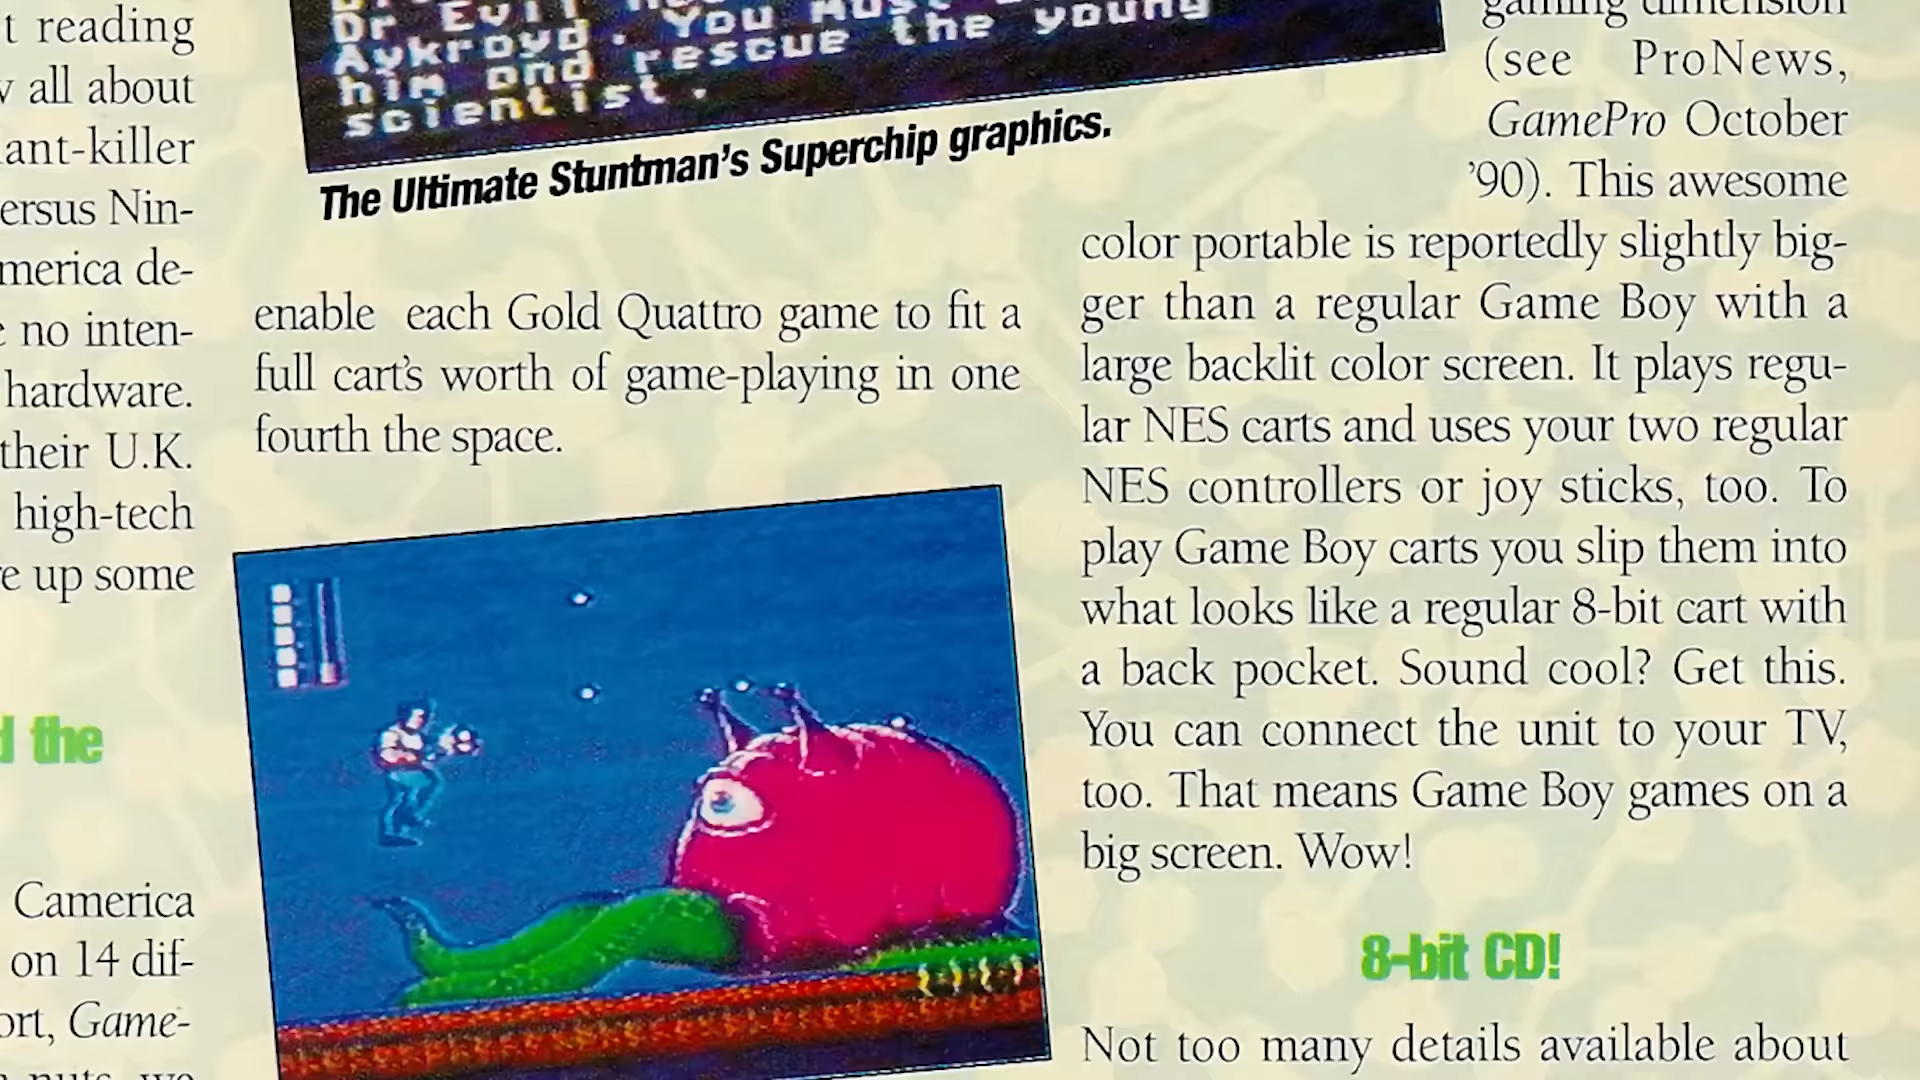 t reading
all about
ant-killer
ersus Nin-
merica de-
no inten-
hardware.
their U.K.
high-tech
e up some
the
Camerica
on 14 dif-
ort, Game-
Dr Evil
Aykroyd. You must
him and rescue the young
scientist.
The Ultimate Stuntman's Superchip graphics.
enable each Gold Quattro game to fit a
full cart's worth of game-playing in one
fourth the space.
gaming dimension
(see ProNews,
GamePro October
'90). This awesome
color portable is reportedly slightly big-
ger than a regular Game Boy with a
large backlit color screen. It plays regu-
lar NES carts and uses your two regular
NES controllers or joy sticks, too. To
play Game Boy carts you slip them into
what looks like a regular 8-bit cart with
a back pocket. Sound cool? Get this.
You can connect the unit to your TV,
too. That means Game Boy games on a
big screen. Wow!
8-bit CD!
Not too many details available about